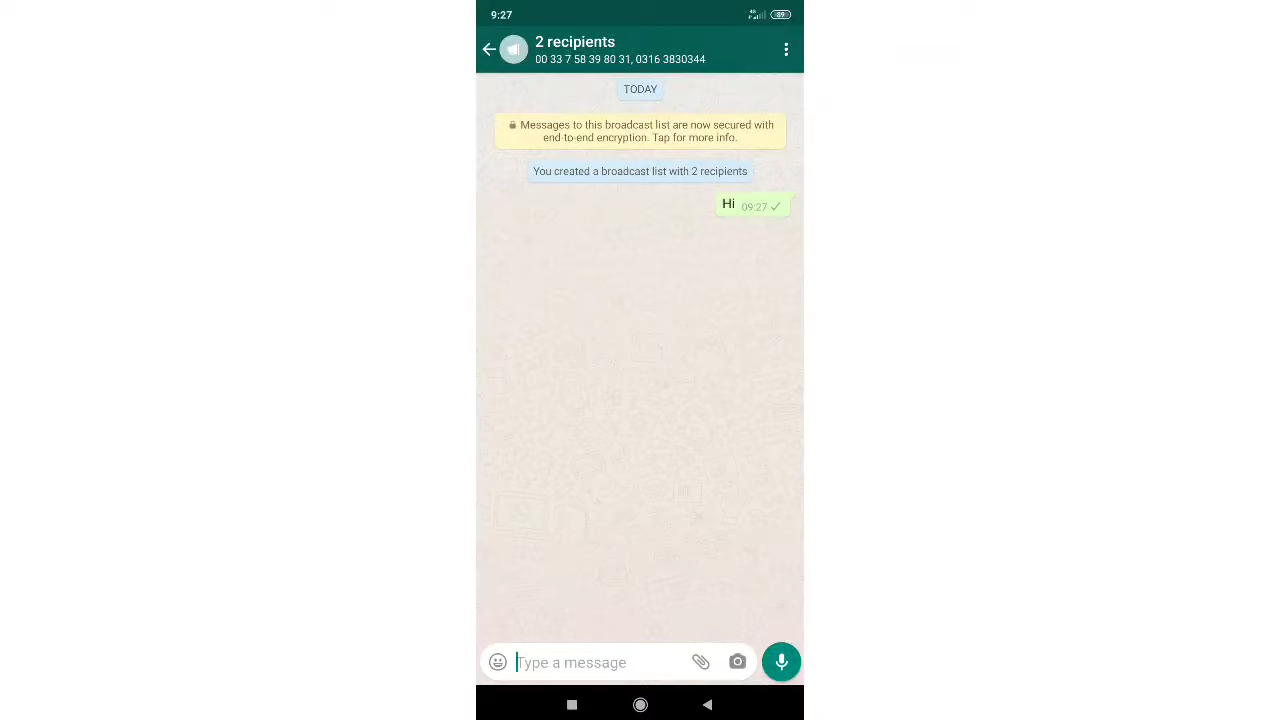 9:27
4G
89
2 recipients
00 33 7 58 39 80 31, 0316 3830344
TODAY
Messages to this broadcast list are now secured with
end-to-end encryption. Tap for more info.
You created a broadcast list with 2 recipients
Hi 09:27
Type a message